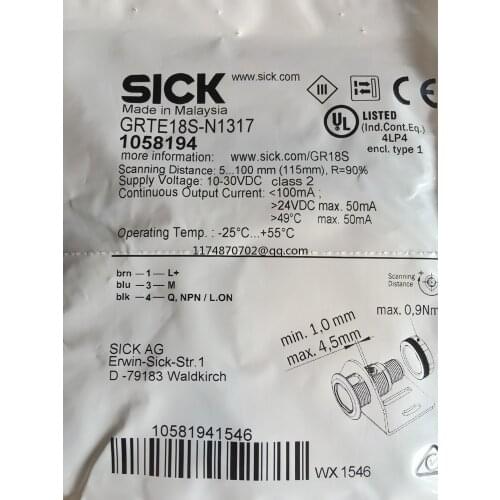 SICK www.sick.com
Made in Malaysia
GRTE18S-N1317
1058194
more information: www.sick.com/GR18S
Scanning Distance: 5...100 mm (115mm), R=90%
Supply Voltage: 10-30VDC class 2
Continuous Output Current: <100mA ;
>24VDC max. 50mA
>49°C max. 50mA
Operating Temp.: -25°C...+55°C
III
CE
UL LISTED
(Ind.Cont.Eq.)
4LP4
encl. type 1
1174870702@qq.com
brn –1– L+
blu –3– M
blk –4– Q, NPN / L.ON
Scanning
Distance
min. 1,0 mm
max. 4,5mm
max. 0,9Nm
SICK AG
Erwin-Sick-Str.1
D -79183 Waldkirch
10581941546
WX 1546